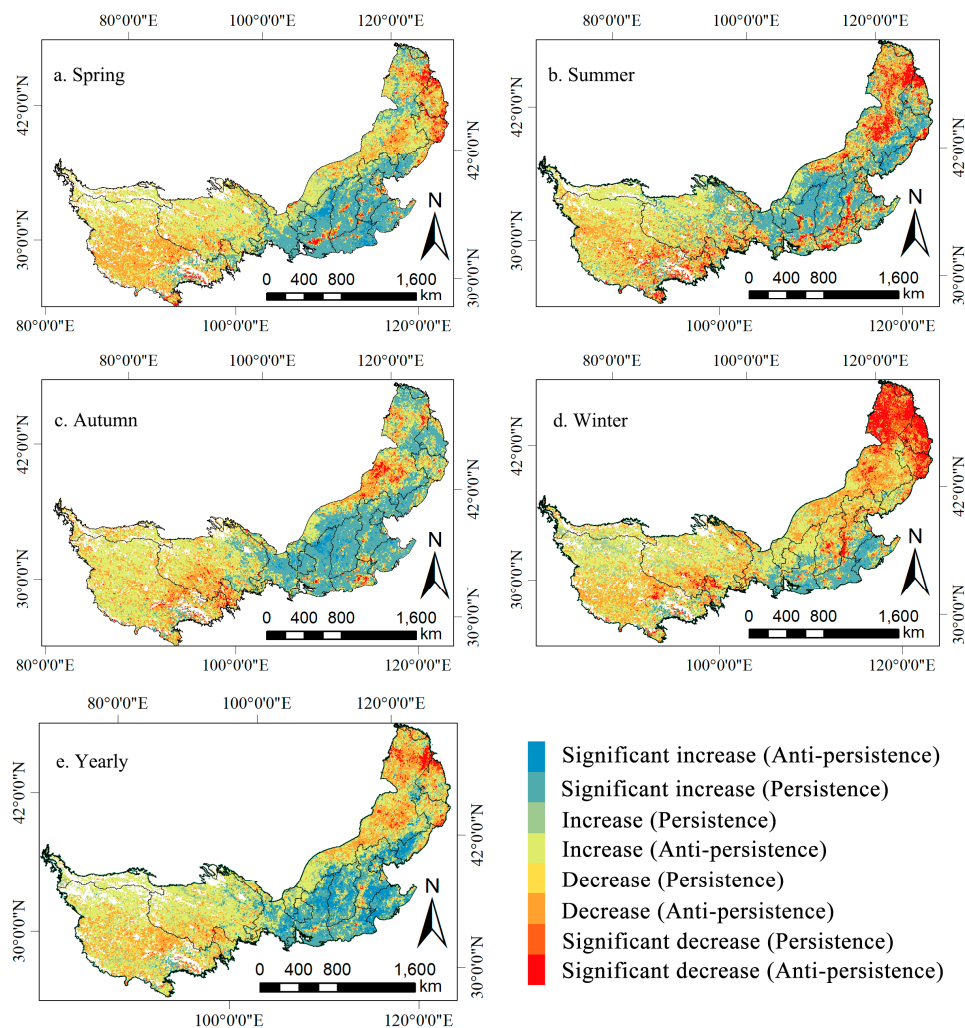 80°0'0"E 100°0'0"E 120°0'0"E
a. Spring
42°0'0"N
30°0'0"N
42°0'0"N
30°0'0"N
N
0 400 800 1,600
km
80°0'0"E 100°0'0"E 120°0'0"E
80°0'0"E 100°0'0"E 120°0'0"E
b. Summer
42°0'0"N
30°0'0"N
42°0'0"N
30°0'0"N
N
0 400 800 1,600
km
100°0'0"E 120°0'0"E
80°0'0"E 100°0'0"E 120°0'0"E
c. Autumn
42°0'0"N
30°0'0"N
42°0'0"N
30°0'0"N
N
0 400 800 1,600
km
80°0'0"E 100°0'0"E 120°0'0"E
80°0'0"E 100°0'0"E 120°0'0"E
d. Winter
42°0'0"N
30°0'0"N
42°0'0"N
30°0'0"N
N
0 400 800 1,600
km
100°0'0"E 120°0'0"E
80°0'0"E 100°0'0"E 120°0'0"E
e. Yearly
42°0'0"N
30°0'0"N
42°0'0"N
30°0'0"N
N
0 400 800 1,600
km
100°0'0"E 120°0'0"E
Significant increase (Anti-persistence)
Significant increase (Persistence)
Increase (Persistence)
Increase (Anti-persistence)
Decrease (Persistence)
Decrease (Anti-persistence)
Significant decrease (Persistence)
Significant decrease (Anti-persistence)